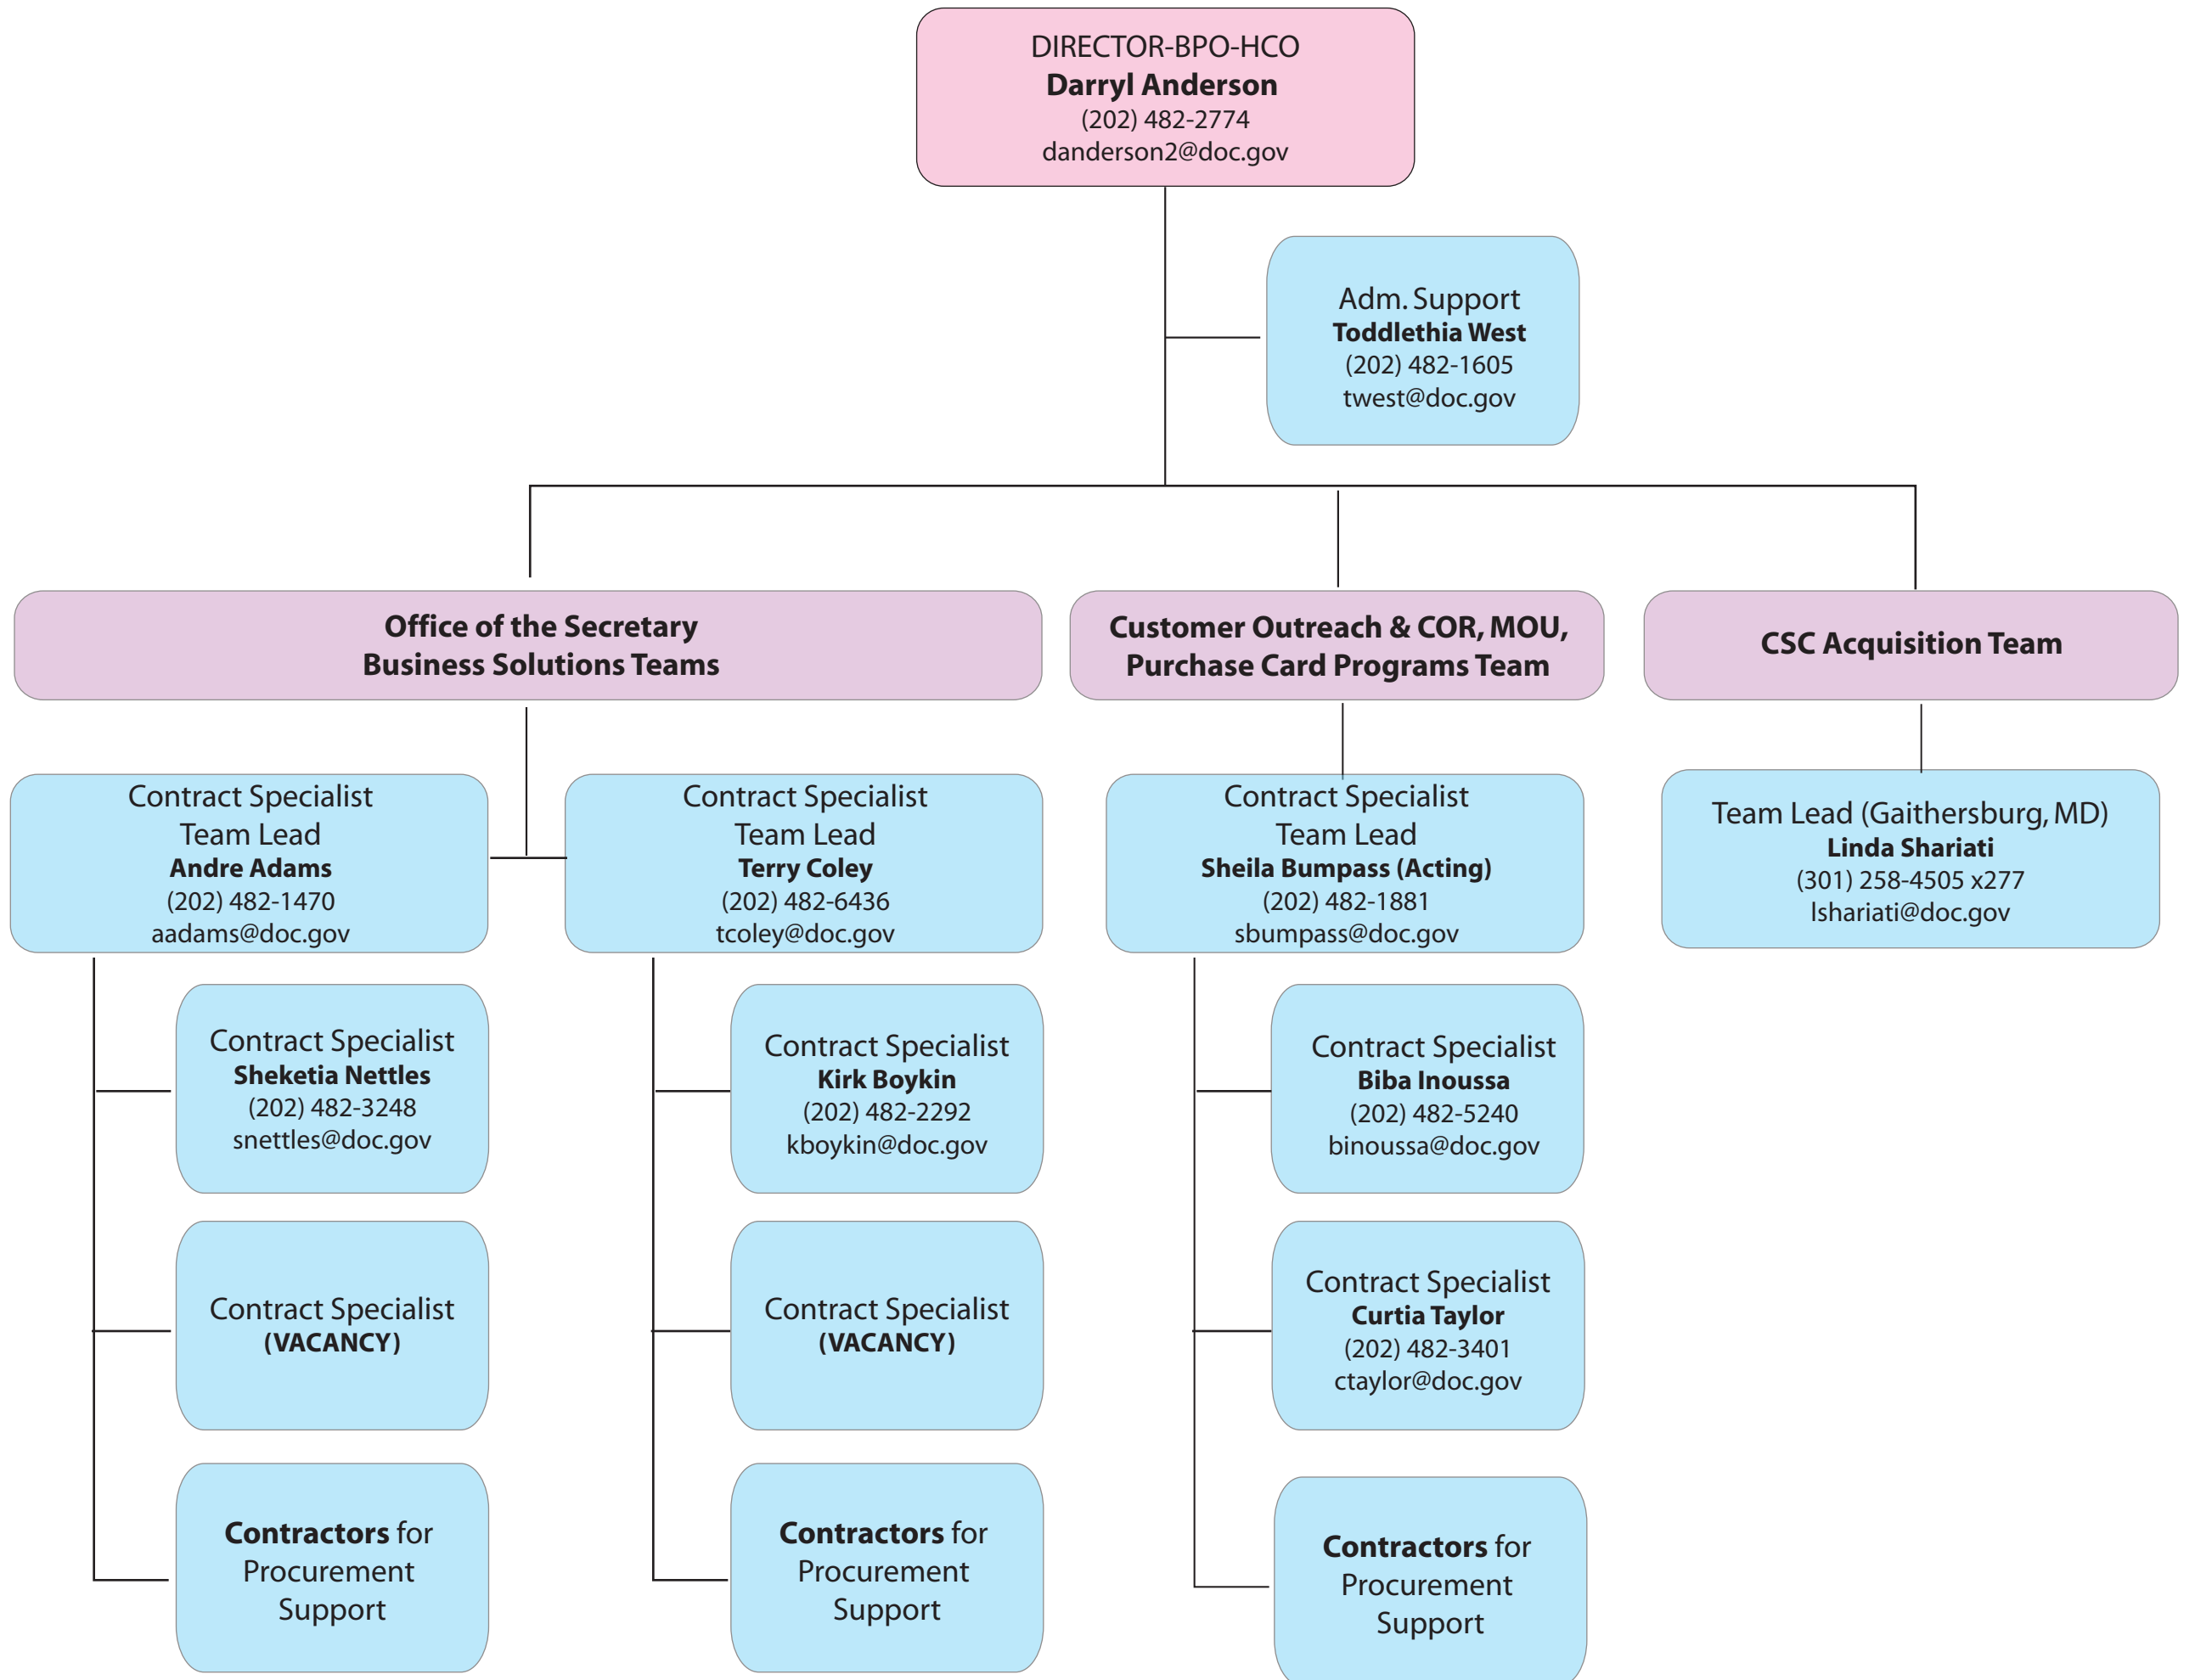 DIRECTOR-BPO-HCO
Darryl Anderson
(202) 482-2774
danderson2@doc.gov
Adm. Support
Toddlethia West
(202) 482-1605
twest@doc.gov
Office of the Secretary
Business Solutions Teams
Customer Outreach & COR, MOU,
Purchase Card Programs Team
CSC Acquisition Team
Contract Specialist
Team Lead
Andre Adams
(202) 482-1470
aadams@doc.gov
Contract Specialist
Team Lead
Terry Coley
(202) 482-6436
tcoley@doc.gov
Contract Specialist
Team Lead
Sheila Bumpass (Acting)
(202) 482-1881
sbumpass@doc.gov
Team Lead (Gaithersburg, MD)
Linda Shariati
(301) 258-4505 x277
lshariati@doc.gov
Contract Specialist
Sheketia Nettles
(202) 482-3248
snettles@doc.gov
Contract Specialist
Kirk Boykin
(202) 482-2292
kboykin@doc.gov
Contract Specialist
Biba Inoussa
(202) 482-5240
binoussa@doc.gov
Contract Specialist
(VACANCY)
Contract Specialist
(VACANCY)
Contract Specialist
Curtia Taylor
(202) 482-3401
ctaylor@doc.gov
Contractors for
Procurement
Support
Contractors for
Procurement
Support
Contractors for
Procurement
Support